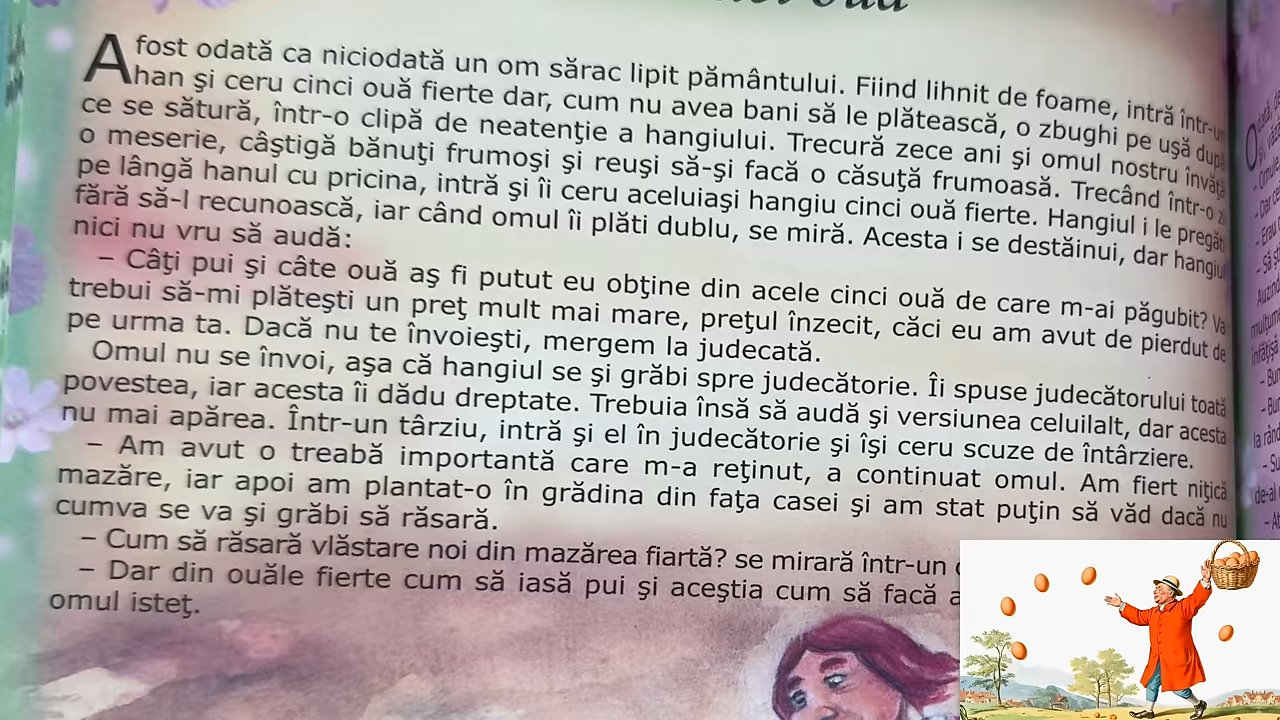 ouă
A fost odată ca niciodată un om sărac lipit pământului. Fiind lihnit de foame, intră într-un
han şi ceru cinci ouă fierte dar, cum nu avea bani să le plătească, o zbughi pe uşă după
ce se sătură, într-o clipă de neatenţie a hangiului. Trecură zece ani şi omul nostru învăţă
o meserie, câştigă bănuţi frumoşi şi reuşi să-şi facă o căsuţă frumoasă. Trecând într-o zi
pe lângă hanul cu pricina, intră şi îi ceru aceluiaşi hangiu cinci ouă fierte. Hangiul i le pregăti
fără să-l recunoască, iar când omul îi plăti dublu, se miră. Acesta i se destăinui, dar hangiul
nici nu vru să audă:
– Câţi pui şi câte ouă aş fi putut eu obţine din acele cinci ouă de care m-ai păgubit? Va
trebui să-mi plăteşti un preţ mult mai mare, preţul înzecit, căci eu am avut de pierdut de
pe urma ta. Dacă nu te învoieşti, mergem la judecată.
Omul nu se învoi, aşa că hangiul se şi grăbi spre judecătorie. Îi spuse judecătorului toată
povestea, iar acesta îi dădu dreptate. Trebuia însă să audă şi versiunea celuilalt, dar acesta
nu mai apărea. Într-un târziu, intră şi el în judecătorie şi îşi ceru scuze de întârziere.
– Am avut o treabă importantă care m-a reţinut, a continuat omul. Am fiert niţică
mazăre, iar apoi am plantat-o în grădina din faţa casei şi am stat puţin să văd dacă nu
cumva se va şi grăbi să răsară.
– Cum să răsară vlăstare noi din mazărea fiartă? se mirară într-un
– Dar din ouăle fierte cum să iasă pui şi aceştia cum să facă
omul isteţ.